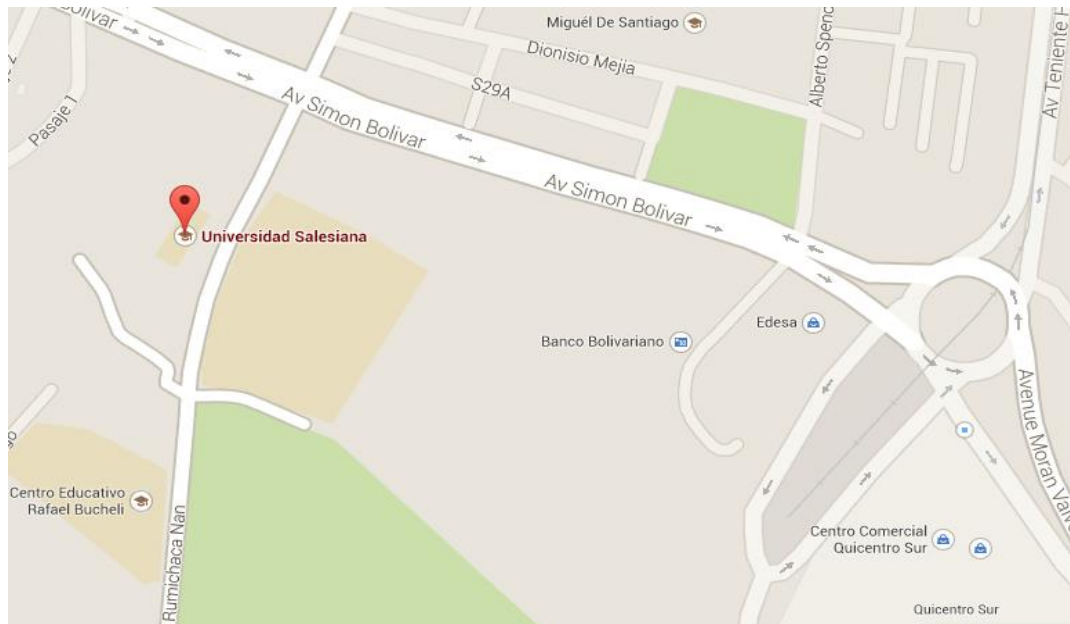 Bolivar
Miguél De Santiago
Dionisio Mejia
Alberto Spenc
Av Teniente H
S29A
Pasaje 1
Av Simon Bolivar
Av Simon Bolivar
Universidad Salesiana
Edesa
Banco Bolivariano
Avenue Moran Valv
Centro Educativo
Rafael Bucheli
Rumichaca Nan
Centro Comercial
Quicentro Sur
Quicentro Sur